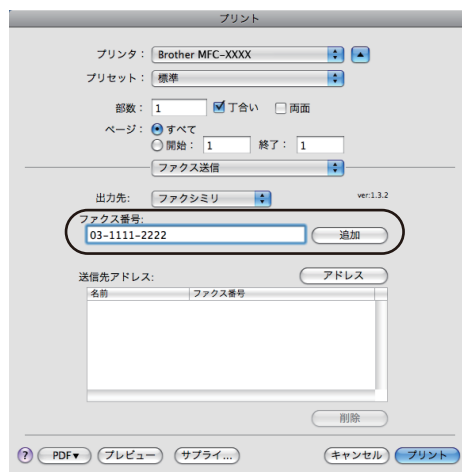 プリント
プリンタ： Brother MFC-XXXX
プリセット： 標準
部数： 1 丁合い 両面
ページ： すべて
開始： 1 終了： 1
ファクス送信
出力先： ファクシミリ ver:1.3.2
ファクス番号:
03-1111-2222 追加
送信先アドレス: アドレス
名前 ファクス番号
削除
? PDF▼ プレビュー サプライ... キャンセル プリント